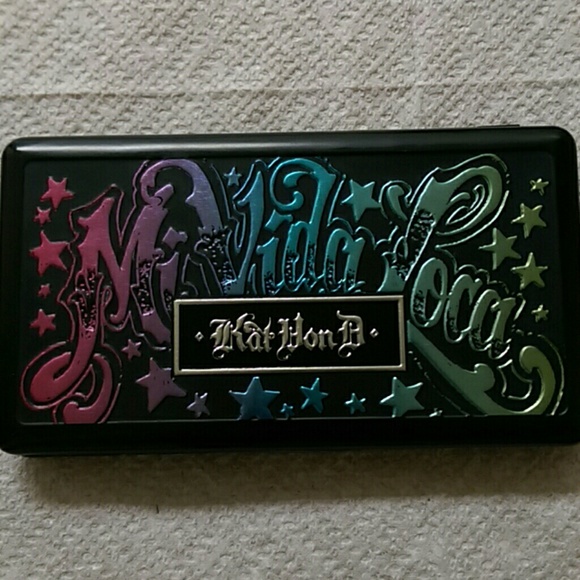 Mi Vida Loca
· Kat Von D ·